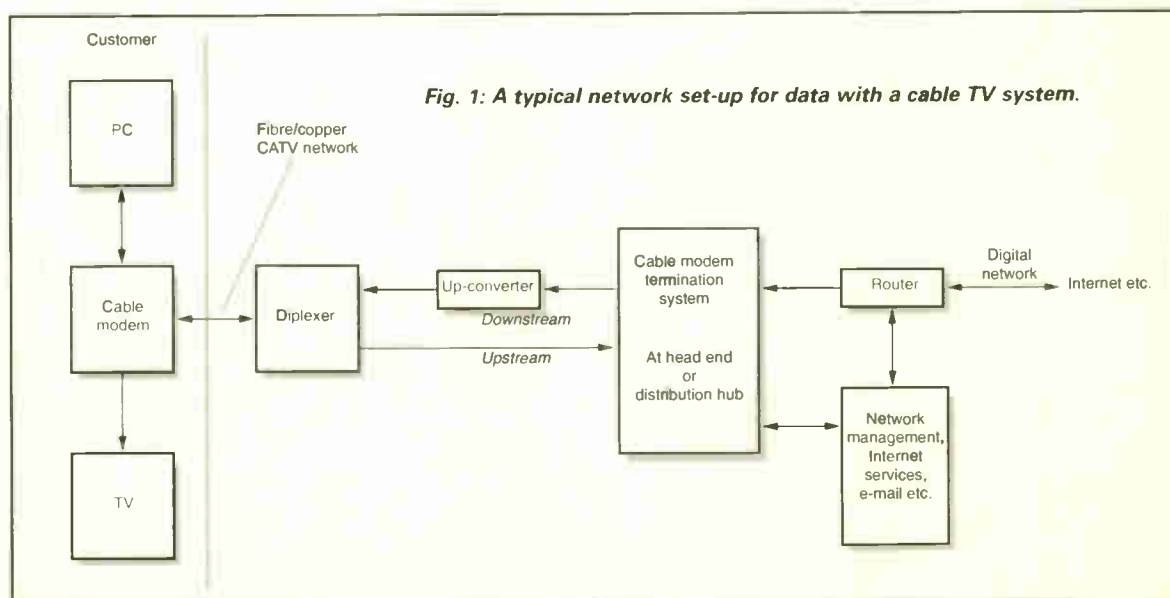 Customer
Fig. 1: A typical network set-up for data with a cable TV system.
PC
Fibre/copper
CATV network
Cable
modem
Diplexer
Up-converter
Downstream
Upstream
Cable modem
termination
system
At head end
or
distribution hub
Router
Digital
network
Internet etc.
Network
management,
Internet
services,
e-mail etc.
TV